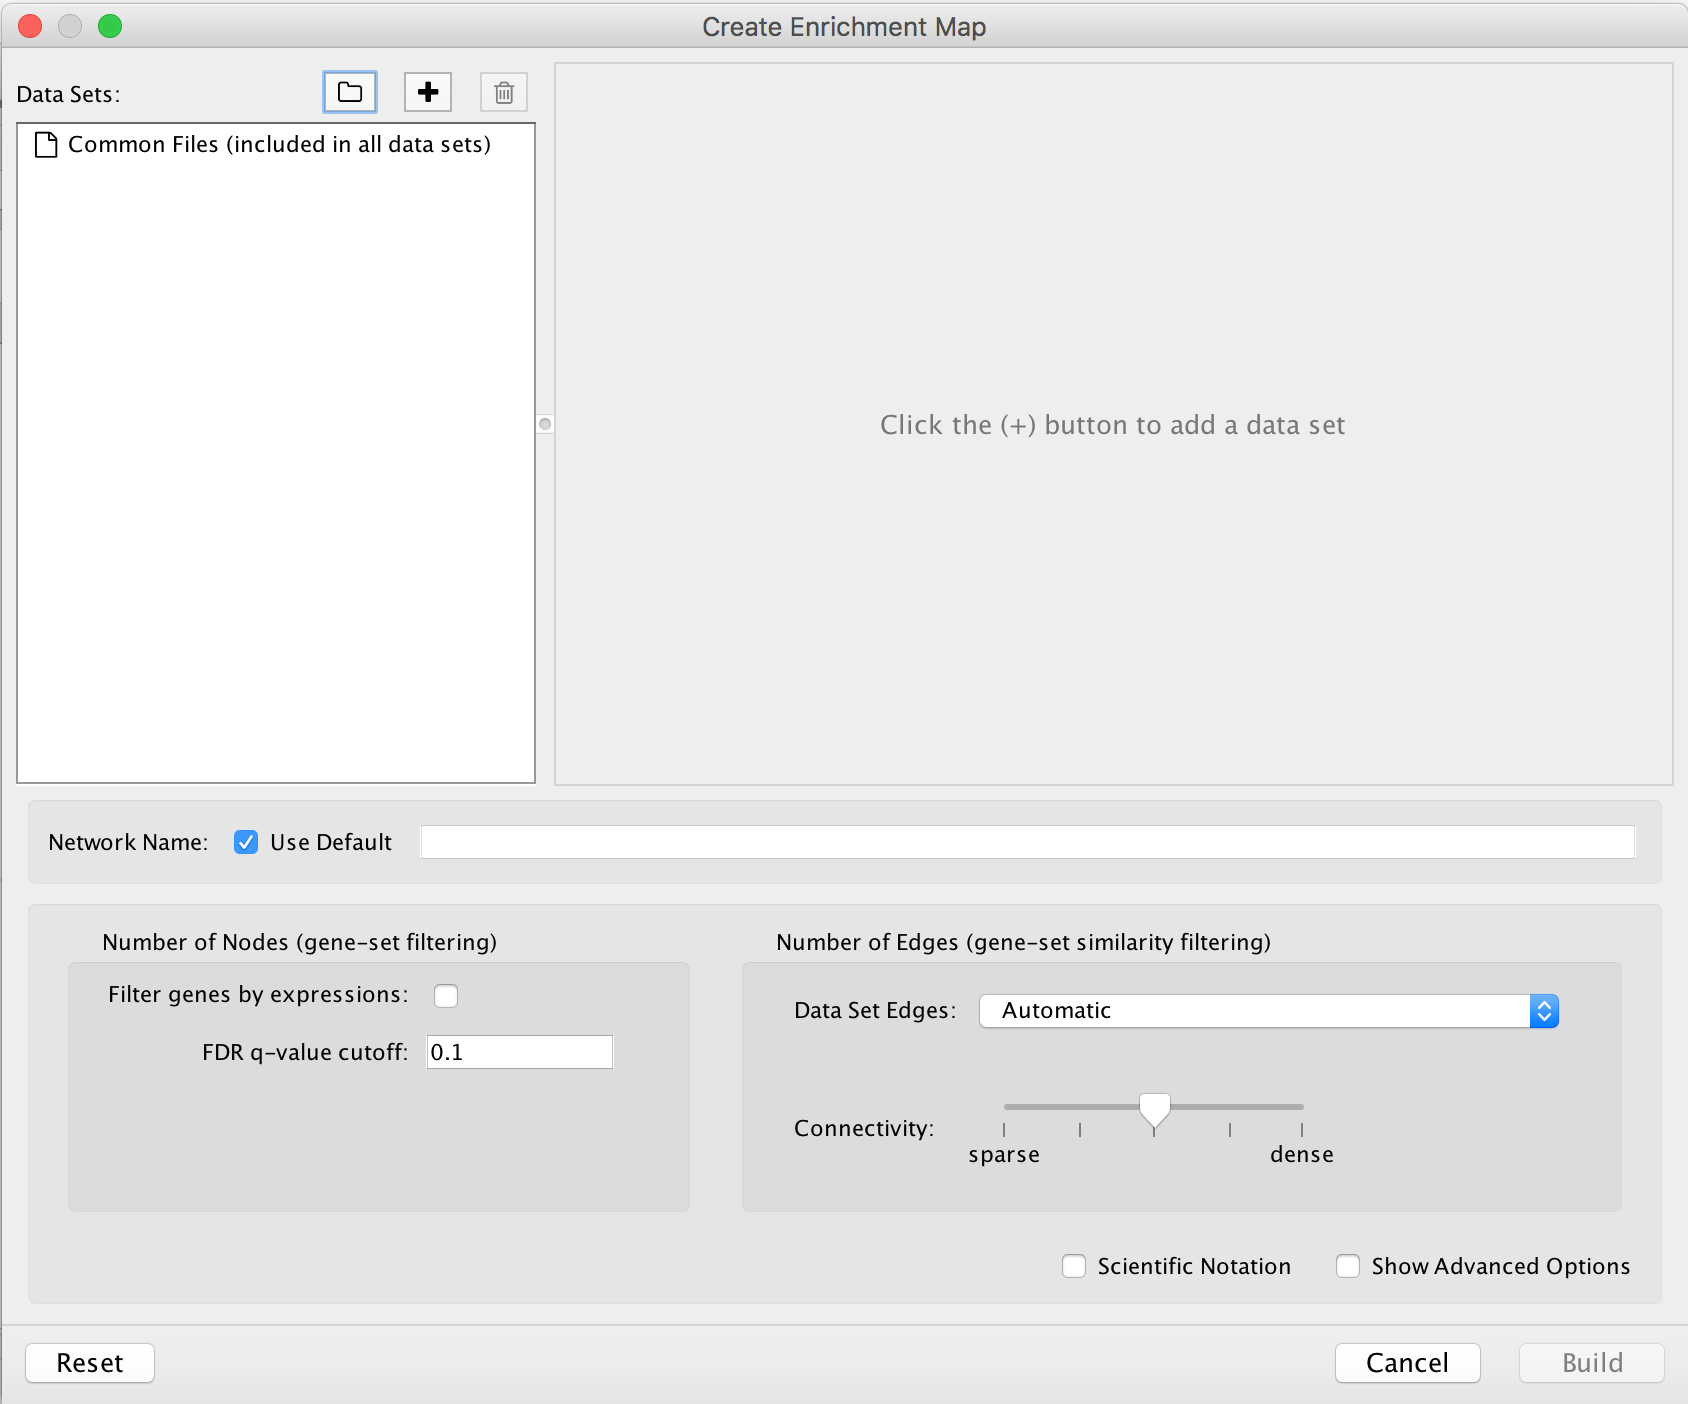 Create Enrichment Map
Data Sets:
Common Files (included in all data sets)
Click the (+) button to add a data set
Network Name:
Use Default
Number of Nodes (gene-set filtering)
Filter genes by expressions:
FDR q-value cutoff:
0.1
Number of Edges (gene-set similarity filtering)
Data Set Edges:
Automatic
Connectivity:
sparse
dense
Scientific Notation
Show Advanced Options
Reset
Cancel
Build